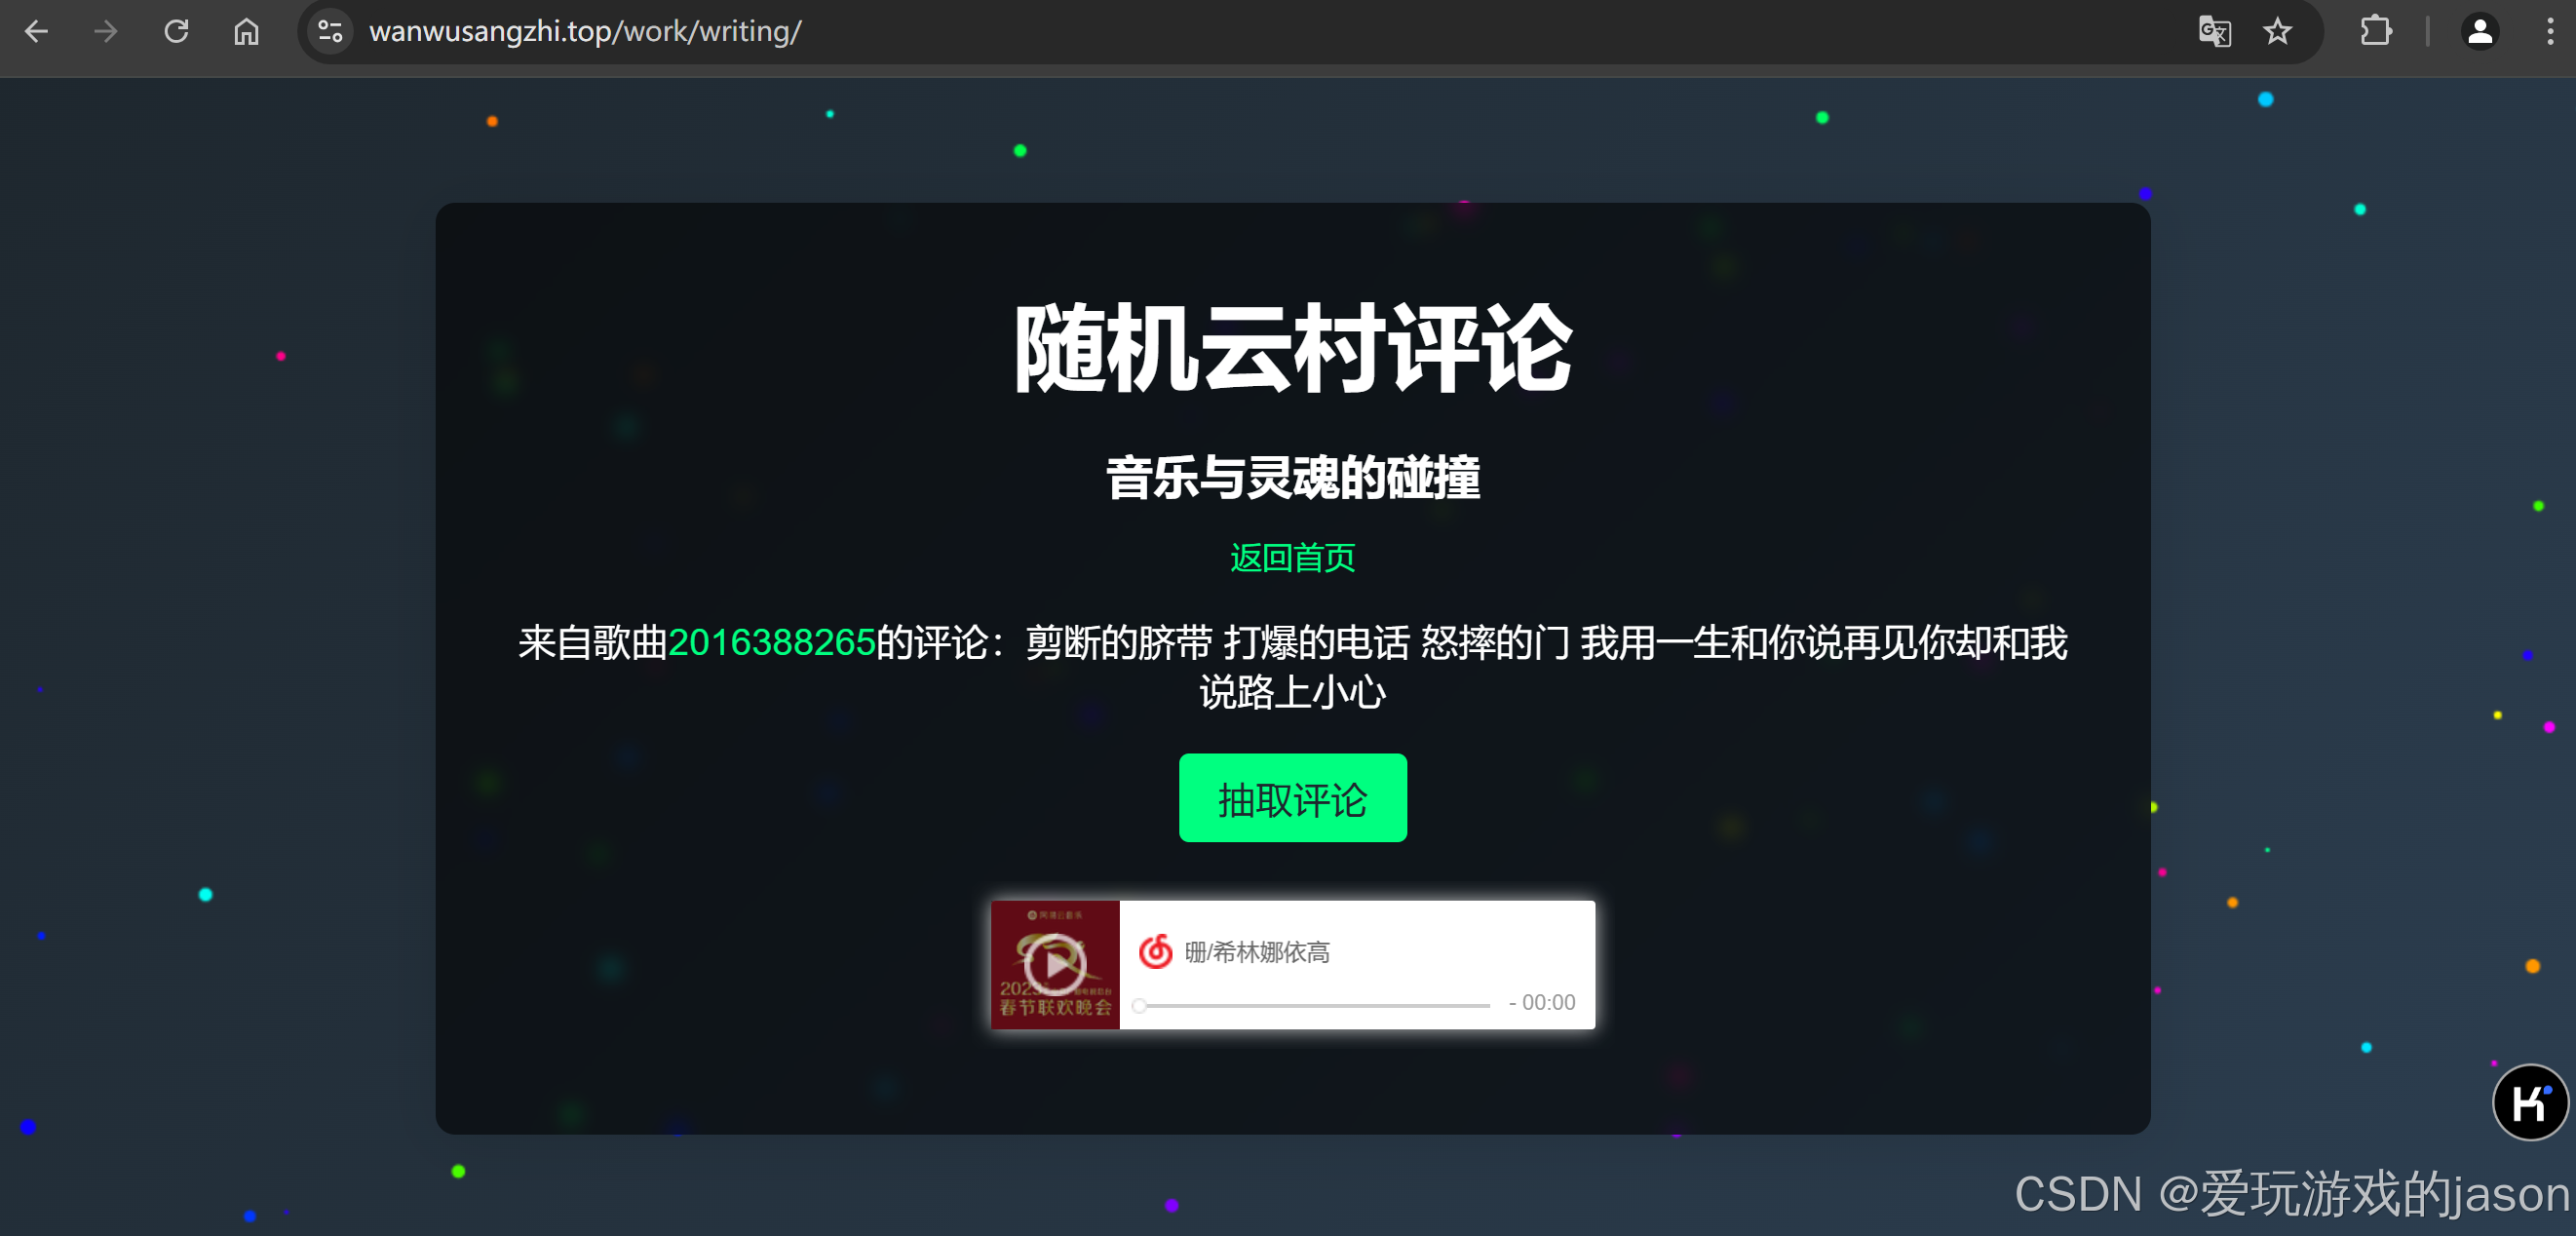 wanwusangzhi.top/work/writing/
随机云村评论
音乐与灵魂的碰撞
返回首页
来自歌曲2016388265的评论：剪断的脐带 打爆的电话 怒摔的门 我用一生和你说再见你却和我
说路上小心
抽取评论
网易云音乐
2023
春节联欢晚会
珊/希林娜依高
- 00:00
CSDN @爱玩游戏的jason